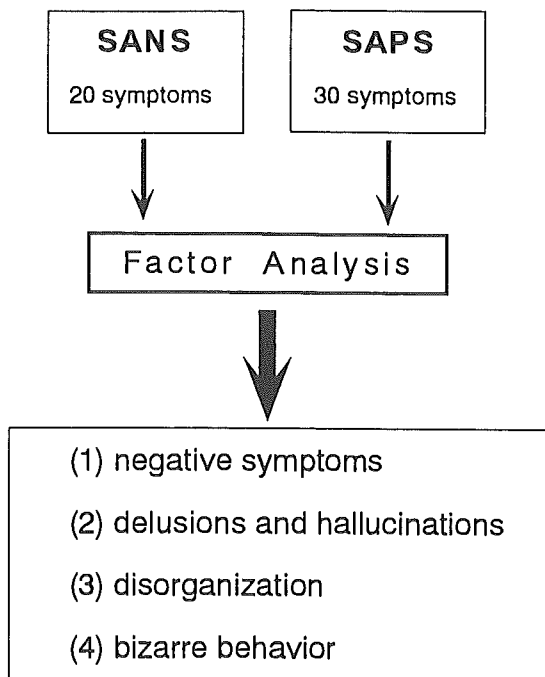 SANS
20 symptoms
SAPS
30 symptoms
Factor Analysis
(1) negative symptoms
(2) delusions and hallucinations
(3) disorganization
(4) bizarre behavior